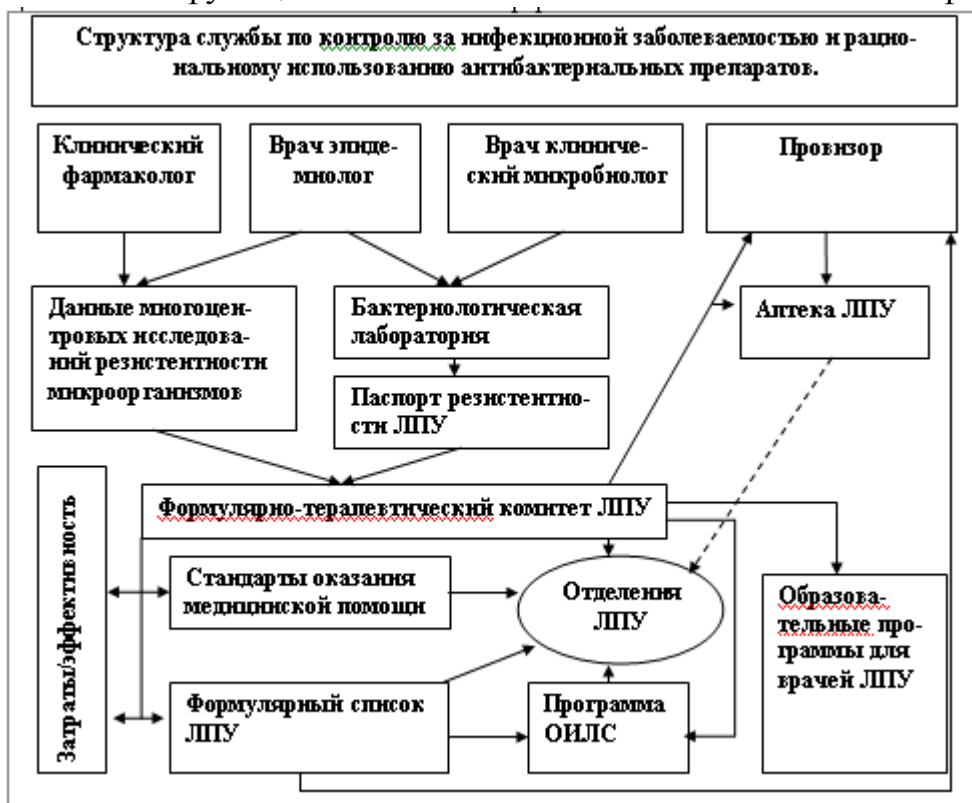 Структура службы по контролю за инфекционной заболеваемостью и рацио-
нальному использованию антибактериальных препаратов.
Клинический
фармаколог
Врач эпиде-
миолог
Врач клиниче-
ский микробиолог
Провизор
Данные многоцен-
тровых исследова-
ний резистентности
микроорганизмов
Бактериологическая
лаборатория
Аптека ЛПУ
Паспорт резистентно-
сти ЛПУ
Формулярно-терапевтический комитет ЛПУ
Затраты/эффективность
Стандарты оказания
медицинской помощи
Отделения
ЛПУ
Образова-
тельные про-
граммы для
врачей ЛПУ
Формулярный список
ЛПУ
Программа
ОИЛС